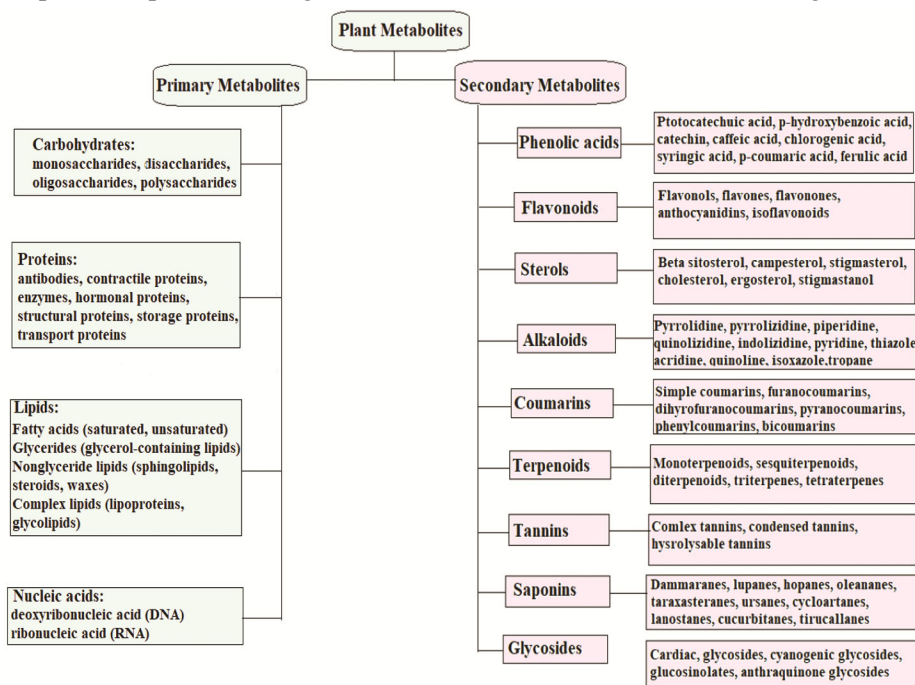 Plant Metabolites
Primary Metabolites
Carbohydrates:
monosaccharides, disaccharides,
oligosaccharides, polysaccharides
Proteins:
antibodies, contractile proteins,
enzymes, hormonal proteins,
structural proteins, storage proteins,
transport proteins
Lipids:
Fatty acids (saturated, unsaturated)
Glycerides (glycerol-containing lipids)
Nonglyceride lipids (sphingolipids,
steroids, waxes)
Complex lipids (lipoproteins,
glycolipids)
Nucleic acids:
deoxyribonucleic acid (DNA)
ribonucleic acid (RNA)
Secondary Metabolites
Phenolic acids
Ptotocatechuic acid, p-hydroxybenzoic acid,
catechin, caffeic acid, chlorogenic acid,
syringic acid, p-coumaric acid, ferulic acid
Flavonoids
Flavonols, flavones, flavonones,
anthocyanidins, isoflavonoids
Sterols
Beta sitosterol, campesterol, stigmasterol,
cholesterol, ergosterol, stigmastanol
Alkaloids
Pyrrolidine, pyrrolizidine, piperidine,
quinolizidine, indolizidine, pyridine, thiazole
acridine, quinoline, isoxazole,tropane
Coumarins
Simple coumarins, furanocoumarins,
dihyrofuranocoumarins, pyranocoumarins,
phenylcoumarins, bicoumarins
Terpenoids
Monoterpenoids, sesquiterpenoids,
diterpenoids, triterpenes, tetraterpenes
Tannins
Comlex tannins, condensed tannins,
hysrolysable tannins
Saponins
Dammaranes, lupanes, hopanes, oleananes,
taraxasteranes, ursanes, cycloartanes,
lanostanes, cucurbitanes, tirucallanes
Glycosides
Cardiac, glycosides, cyanogenic glycosides,
glucosinolates, anthraquinone glycosides